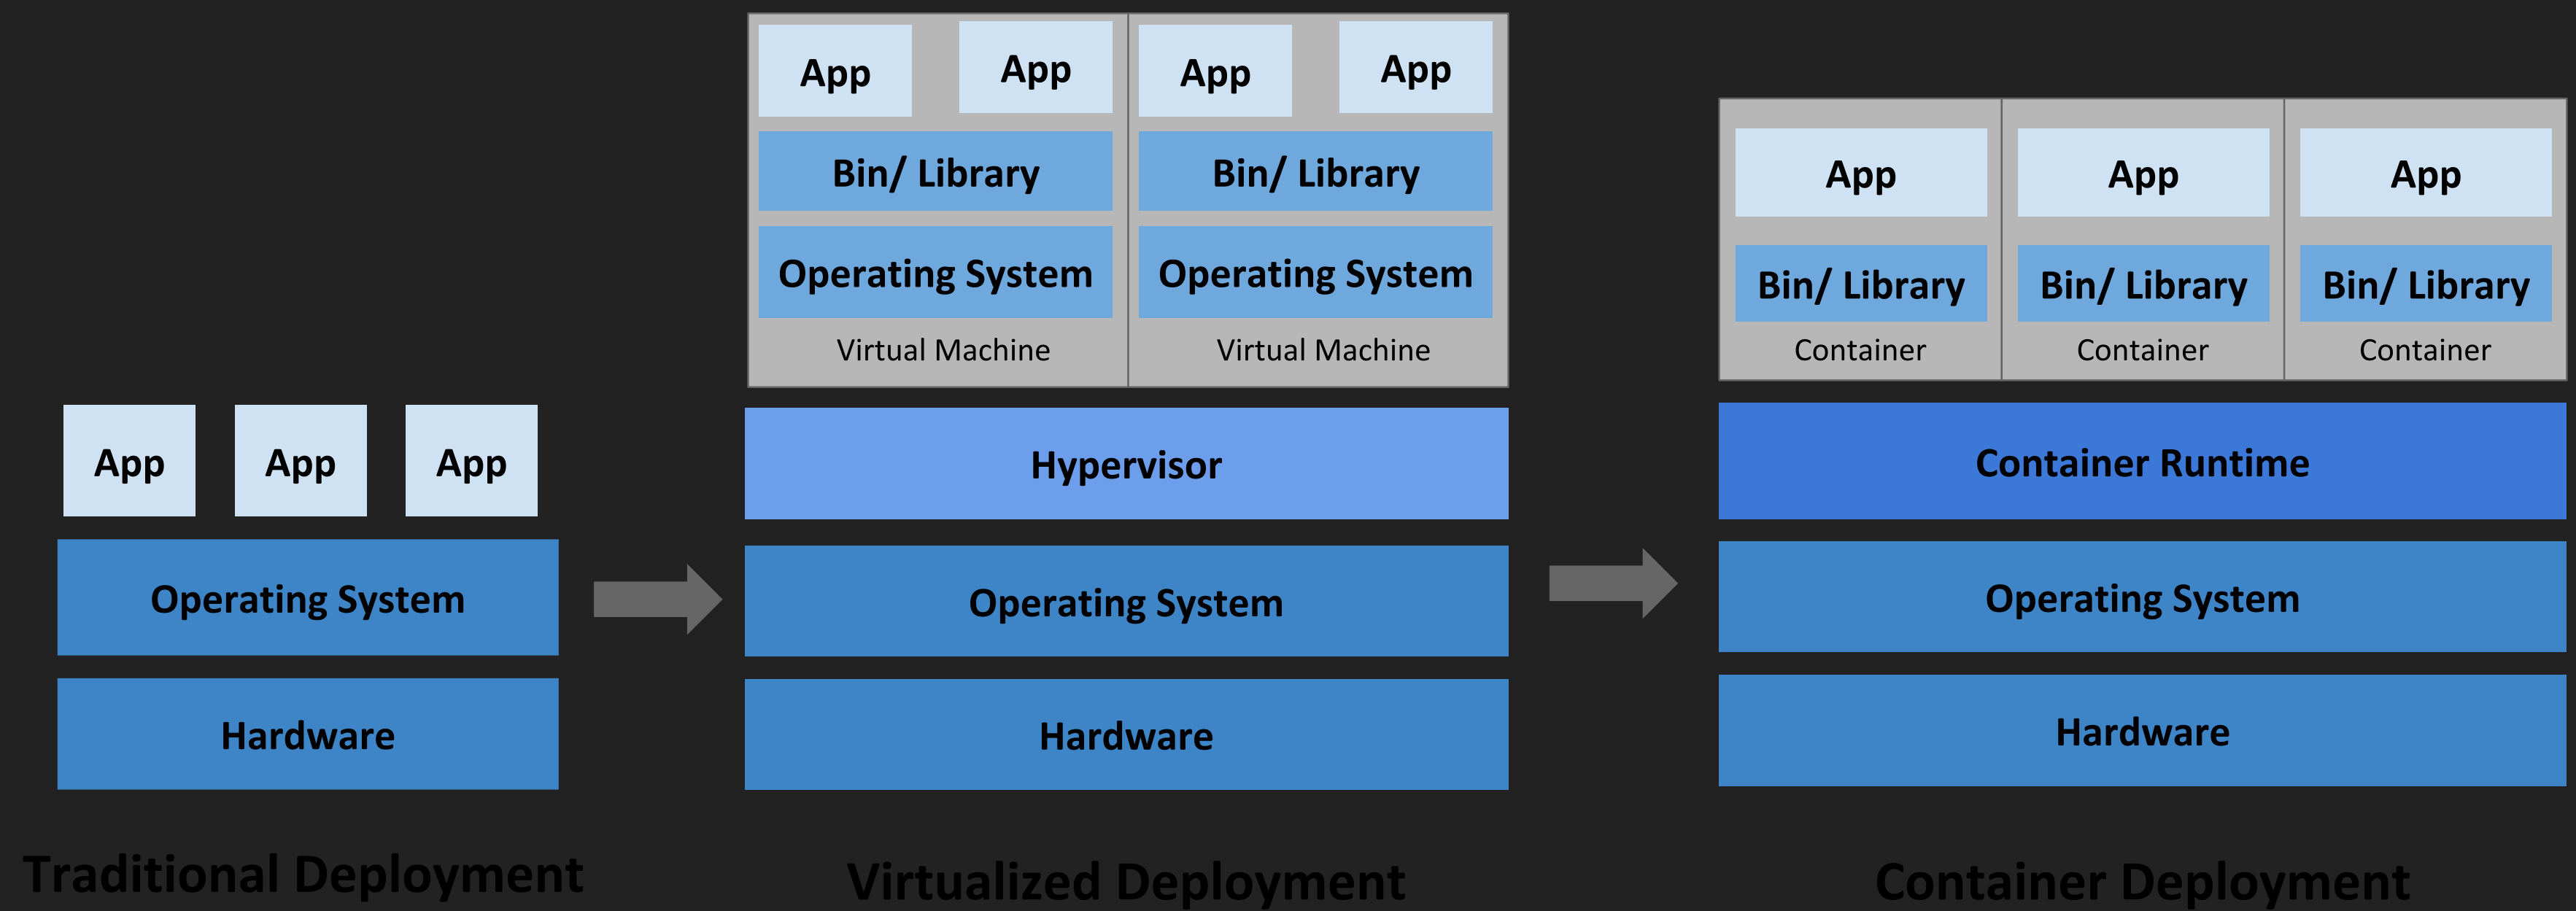 App
App
App
Operating System
Hardware
Traditional Deployment
App
App
Bin/ Library
Operating System
Virtual Machine
App
App
Bin/ Library
Operating System
Virtual Machine
Hypervisor
Operating System
Hardware
Virtualized Deployment
App
Bin/ Library
Container
App
Bin/ Library
Container
App
Bin/ Library
Container
Container Runtime
Operating System
Hardware
Container Deployment